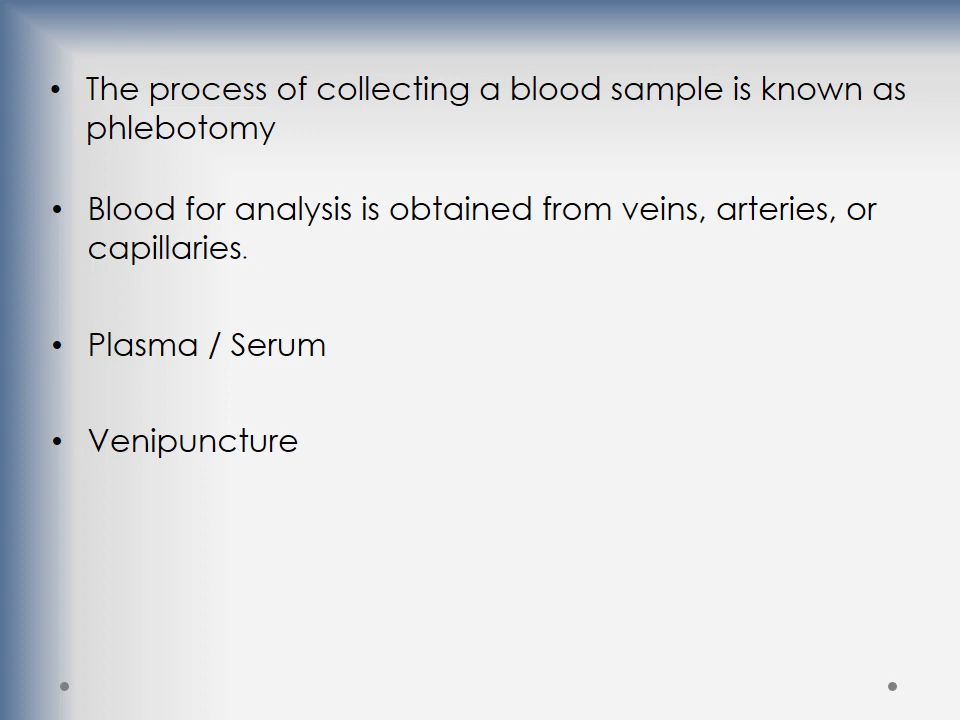 • The process of collecting a blood sample is known as
phlebotomy
• Blood for analysis is obtained from veins, arteries, or
capillaries.
• Plasma / Serum
• Venipuncture